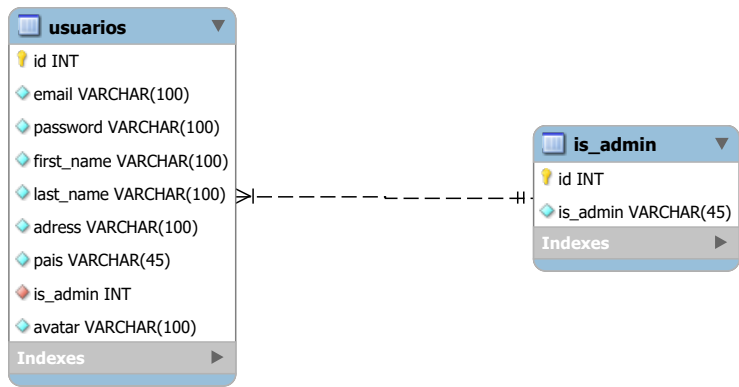 usuarios
id INT
email VARCHAR(100)
password VARCHAR(100)
first_name VARCHAR(100)
last_name VARCHAR(100)
adress VARCHAR(100)
pais VARCHAR(45)
is_admin INT
avatar VARCHAR(100)
Indexes
is_admin
id INT
is_admin VARCHAR(45)
Indexes